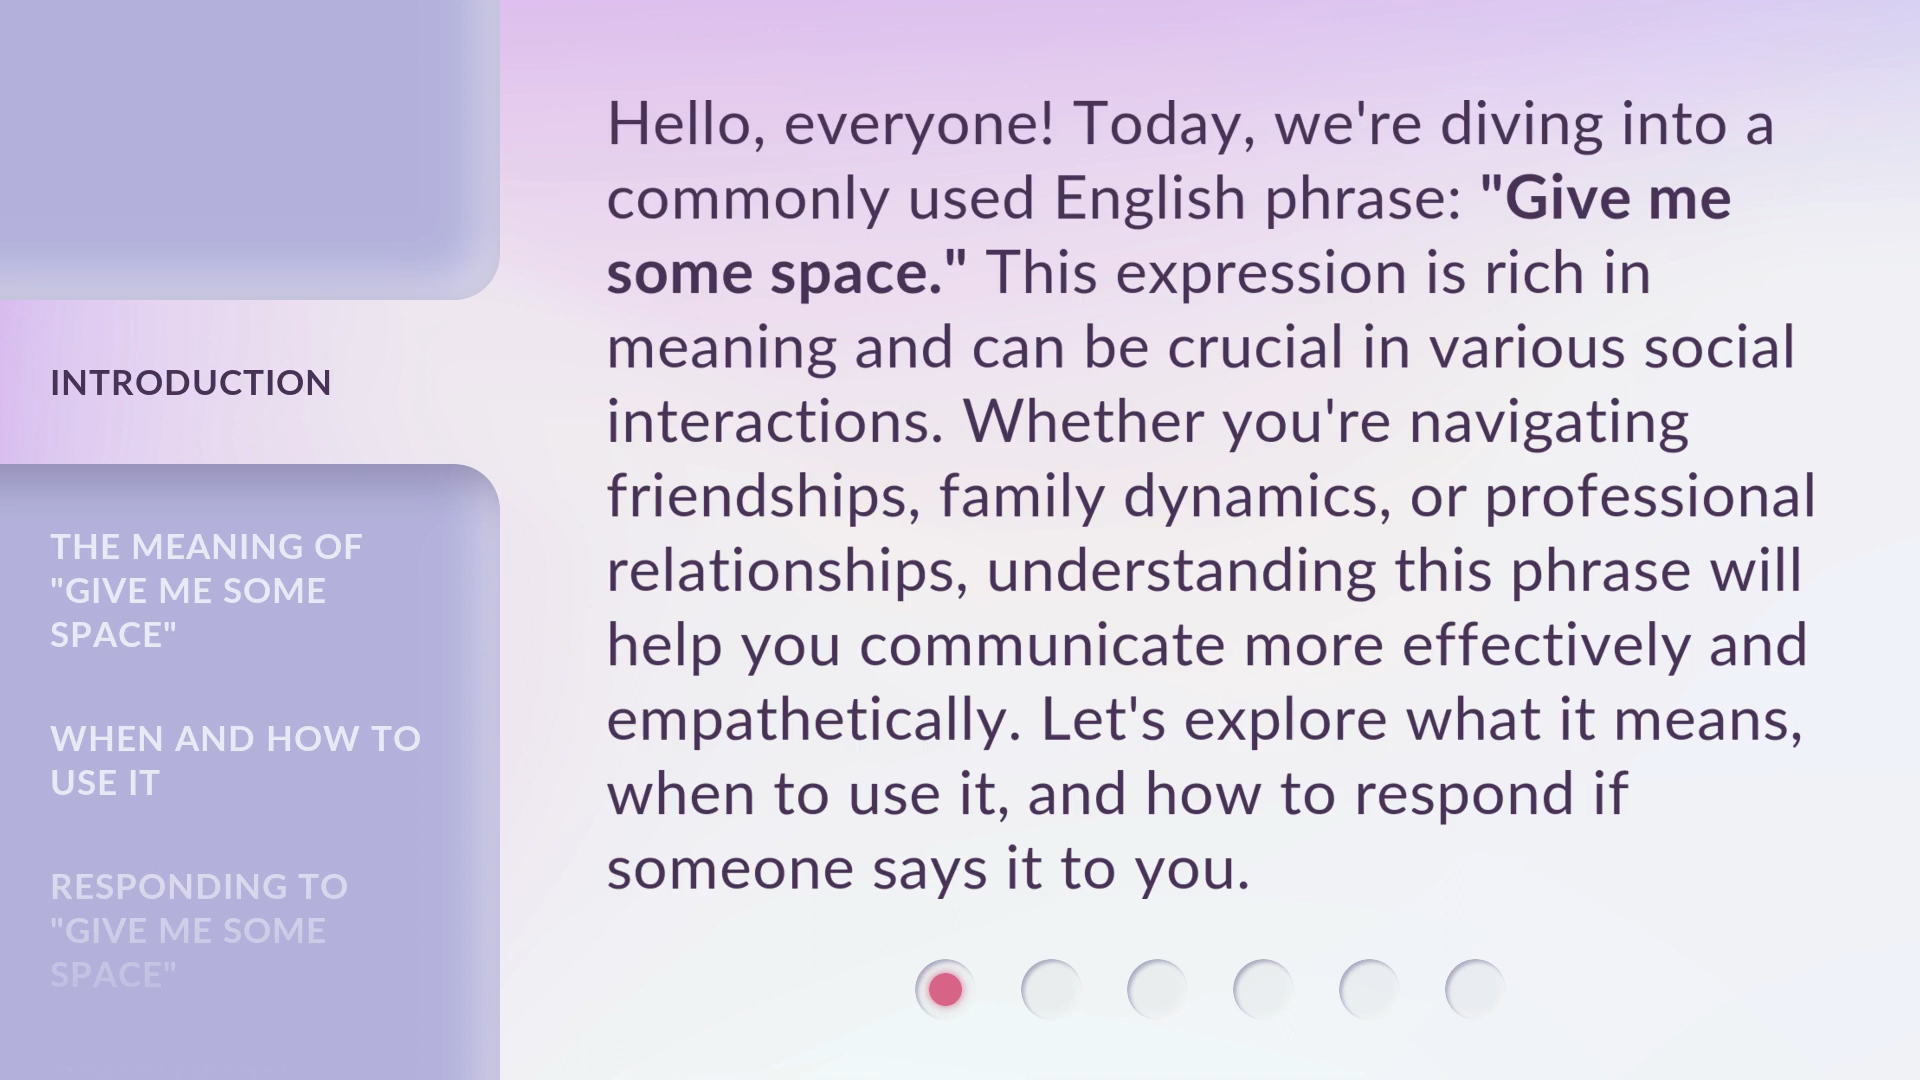 INTRODUCTION
THE MEANING OF
"GIVE ME SOME
SPACE"
WHEN AND HOW TO
USE IT
RESPONDING TO
"GIVE ME SOME
SPACE"
Hello, everyone! Today, we're diving into a
commonly used English phrase: "Give me
some space." This expression is rich in
meaning and can be crucial in various social
interactions. Whether you're navigating
friendships, family dynamics, or professional
relationships, understanding this phrase will
help you communicate more effectively and
empathetically. Let's explore what it means,
when to use it, and how to respond if
someone says it to you.